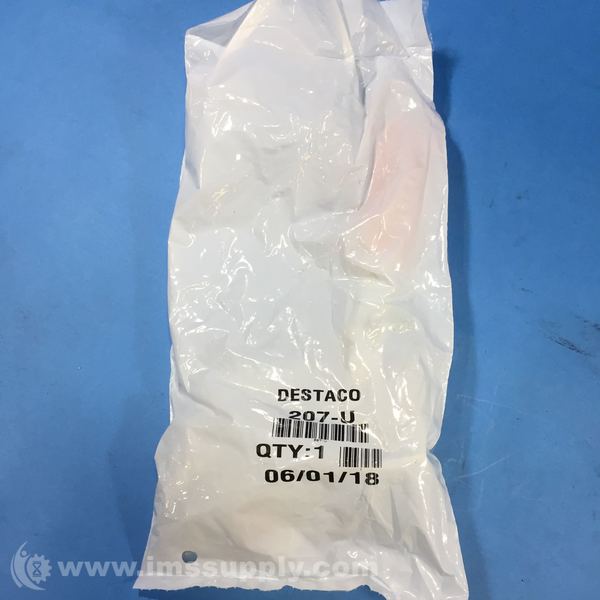 DESTACO
207-U
QTY:1
06/01/18
www.imssupply.com